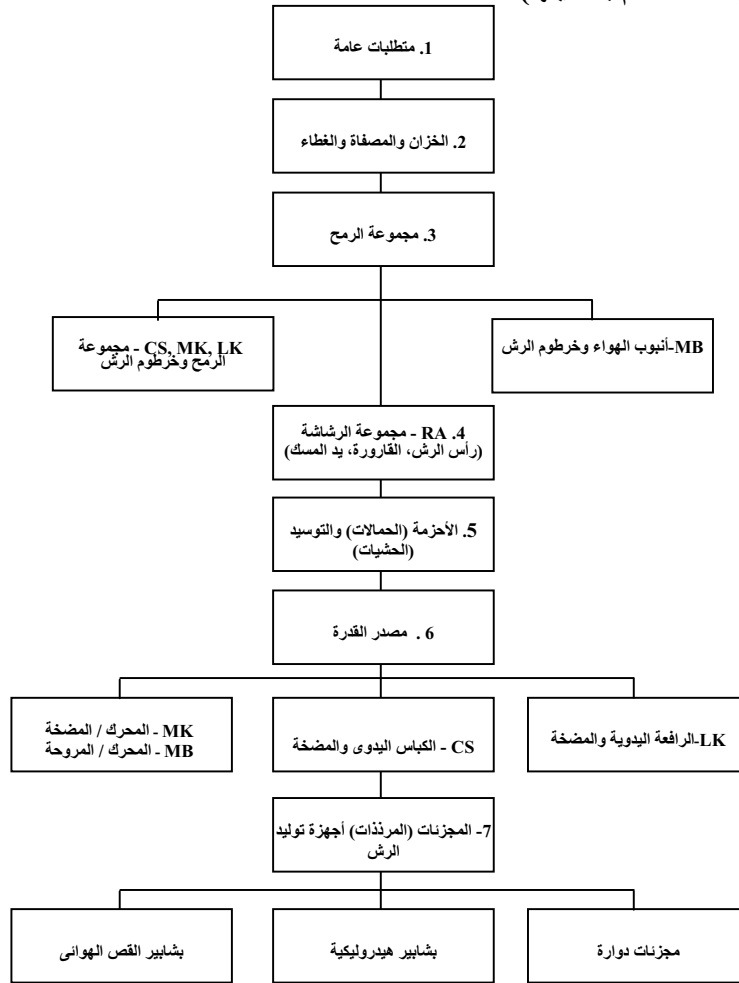 1. متطلبات عامة
2. الخزان والمصفاة والغطاء
3. مجموعة الرمح
MB-أنبوب الهواء وخرطوم الرش
CS, MK, LK - مجموعة
الرمح وخرطوم الرش
4. RA - مجموعة الرشاشة
(رأس الرش، القارورة، يد المسك)
5. الأحزمة (الحمالات) والتوسيد
(الحشيات)
6 . مصدر القدرة
LK-الرافعة اليدوية والمضخة
CS - الكباس اليدوى والمضخة
MK - المحرك / المضخة
MB - المحرك / المروحة
7- المجزئات (المرذذات) أجهزة توليد
الرش
مجزئات دوارة
بشابير هيدروليكية
بشابير القص الهوائى